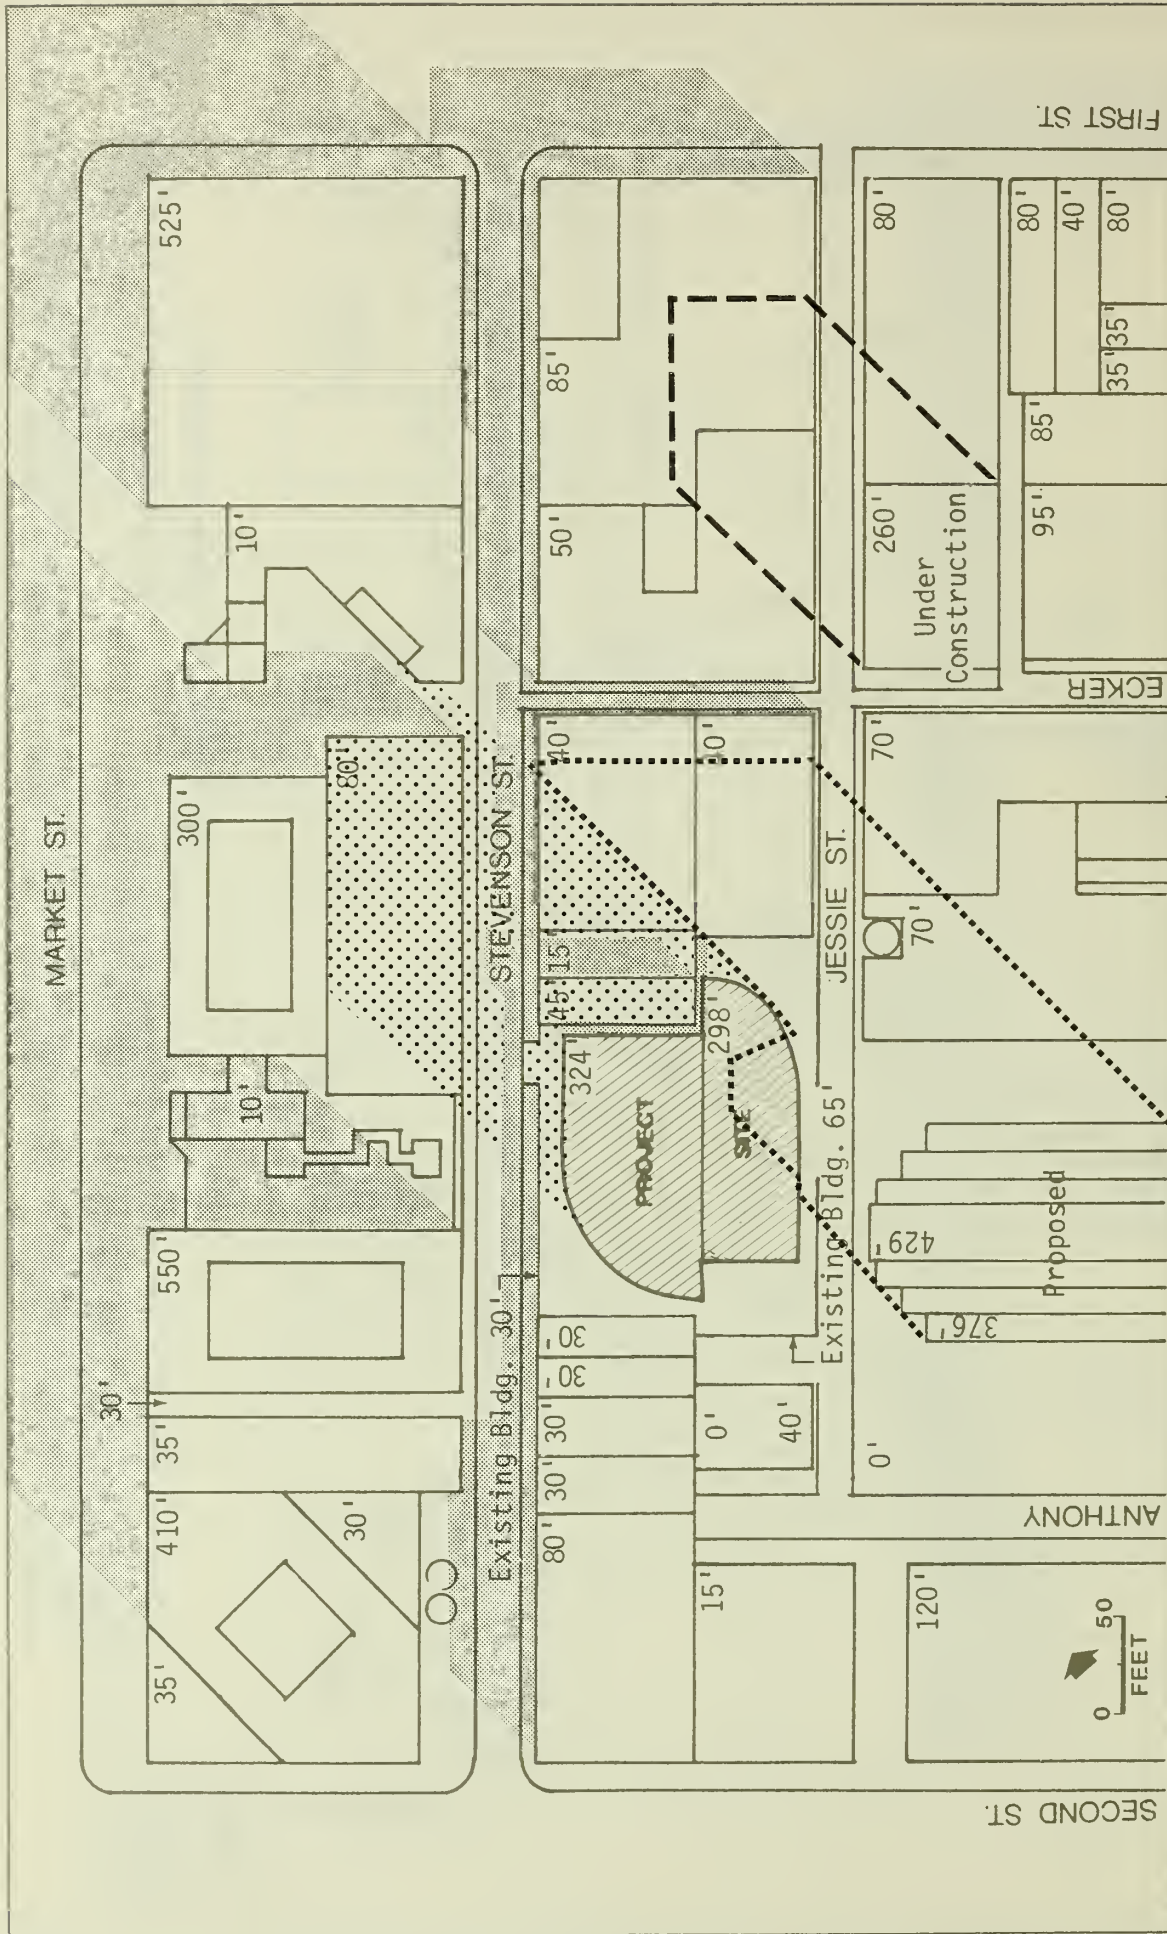 MARKET ST.
FIRST ST.
525'
10'
300'
80'
10'
550'
30'
35'
410'
30'
35'
STEVENSON ST.
Existing Bldg. 30'
85'
50'
40'
40'
15'
45'
324'
298'
PROJECT
SITE
30'
30'
30'
30'
80'
0'
40'
15'
JESSIE ST.
Existing Bldg. 65'
80'
260'
Under
Construction
80'
40'
80'
35'
35'
85'
95'
ECKER
70'
70'
429'
Proposed
376'
0'
ANTHONY
120'
0 50
FEET
SECOND ST.